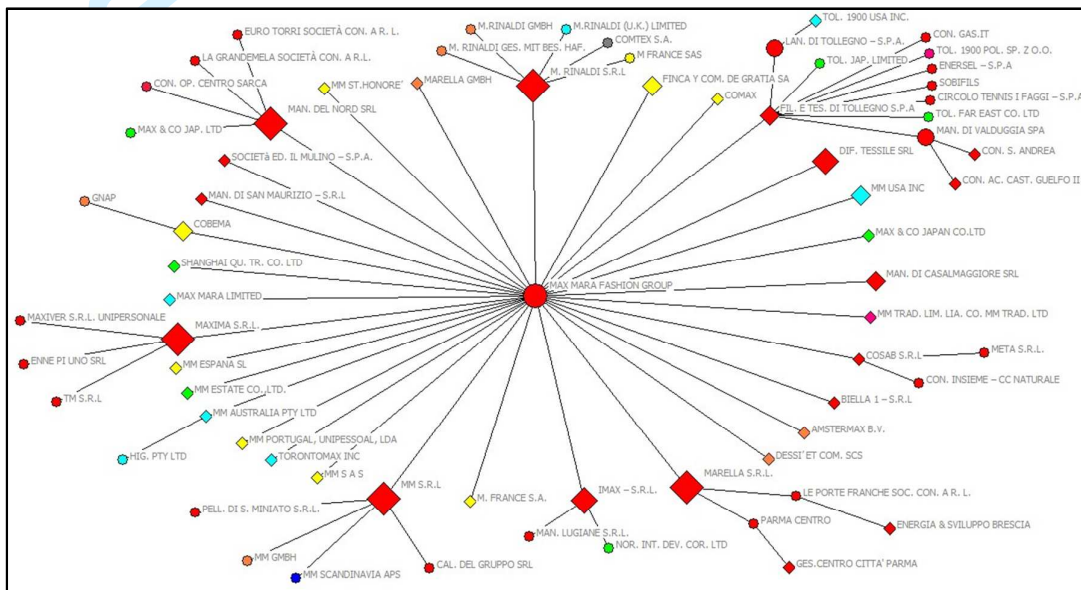 EURO TORRI SOCIETÀ CON. A R. L.
LA GRANDEMELA SOCIETÀ CON. A R.L.
CON. OP. CENTRO SARCA
MAX & CO JAP. LTD
MAN. DEL NORD SRL
MM ST.HONORE´
M.RINALDI GMBH
M. RINALDI GES. MIT BES. HAF.
MARELLA GMBH
M.RINALDI (U.K.) LIMITED
COMTEX S.A.
M FRANCE SAS
M. RINALDI S.R.L
FINCA Y COM. DE GRATIA SA
COMAX
TOL. 1900 USA INC.
LAN. DI TOLLEGNO – S.P.A.
TOL. JAP. LIMITED
CON. GAS.IT
TOL. 1900 POL. SP. Z O.O.
ENERSEL – S.P.A
SOBIFILS
CIRCOLO TENNIS I FAGGI – S.P.A
FIL. E TES. DI TOLLEGNO S.P.A
TOL. FAR EAST CO. LTD
MAN. DI VALDUGGIA SPA
CON. S. ANDREA
CON. AC. CAST. GUELFO II
SOCIETà ED. IL MULINO – S.P.A.
DIF. TESSILE SRL
MAN. DI SAN MAURIZIO – S.R.L
MM USA INC
GNAP
COBEMA
MAX & CO JAPAN CO.LTD
SHANGHAI QU. TR. CO. LTD
MAN. DI CASALMAGGIORE SRL
MAX MARA FASHION GROUP
MAX MARA LIMITED
MM TRAD. LIM. LIA. CO. MM TRAD. LTD
MAXIVER S.R.L. UNIPERSONALE
MAXIMA S.R.L.
ENNE PI UNO SRL
TM S.R.L
MM ESPANA SL
COSAB S.R.L
META S.R.L.
CON. INSIEME – CC NATURALE
MM ESTATE CO.,LTD.
BIELLA 1 – S.R.L
MM AUSTRALIA PTY LTD
HIG. PTY LTD
AMSTERMAX B.V.
MM PORTUGAL, UNIPESSOAL, LDA
TORONTOMAX INC
DESSI´ ET COM. SCS
MM S A S
MM S.R.L
M. FRANCE S.A.
IMAX – S.R.L.
MARELLA S.R.L.
LE PORTE FRANCHE SOC. CON. A R. L.
PELL. DI S. MINIATO S.R.L.
PARMA CENTRO
ENERGIA & SVILUPPO BRESCIA
MAN. LUGIANE S.R.L.
NOR. INT. DEV. COR. LTD
MM GMBH
MM SCANDINAVIA APS
CAL. DEL GRUPPO SRL
GES.CENTRO CITTA' PARMA